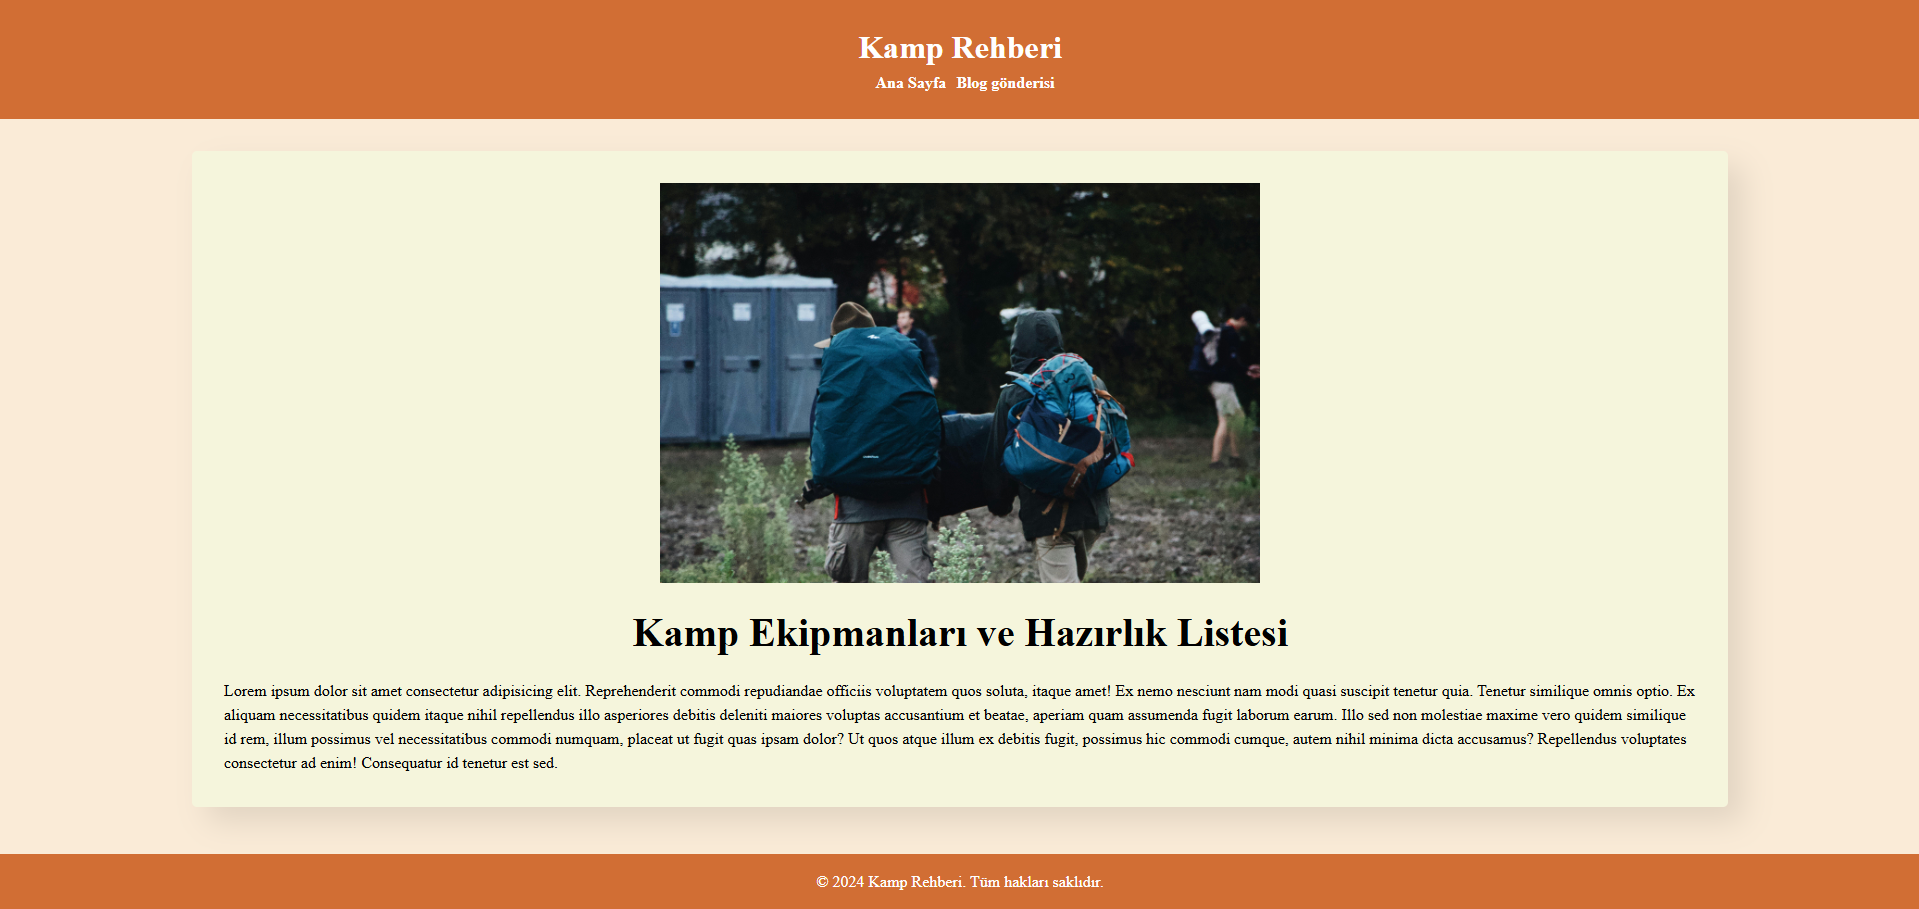 Kamp Rehberi
Ana Sayfa Blog gönderisi
Kamp Ekipmanları ve Hazırlık Listesi
Lorem ipsum dolor sit amet consectetur adipisicing elit. Reprehenderit commodi repudiandae officiis voluptatem quos soluta, itaque amet! Ex nemo nesciunt nam modi quasi suscipit tenetur quia. Tenetur similique omnis optio. Ex
aliquam necessitatibus quidem itaque nihil repellendus illo asperiores debitis deleniti maiores voluptas accusantium et beatae, aperiam quam assumenda fugit laborum earum. Illo sed non molestiae maxime vero quidem similique
id rem, illum possimus vel necessitatibus commodi numquam, placeat ut fugit quas ipsam dolor? Ut quos atque illum ex debitis fugit, possimus hic commodi cumque, autem nihil minima dicta accusamus? Repellendus voluptates
consectetur ad enim! Consequatur id tenetur est sed.
© 2024 Kamp Rehberi. Tüm hakları saklıdır.